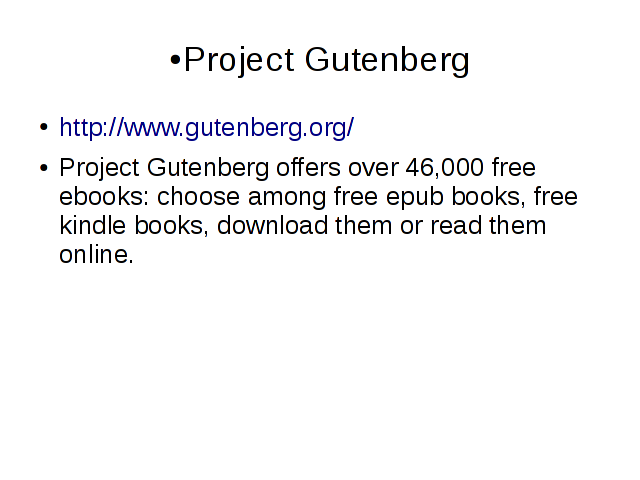 •Project Gutenberg
• http://www.gutenberg.org/
• Project Gutenberg offers over 46,000 free
ebooks: choose among free epub books, free
kindle books, download them or read them
online.